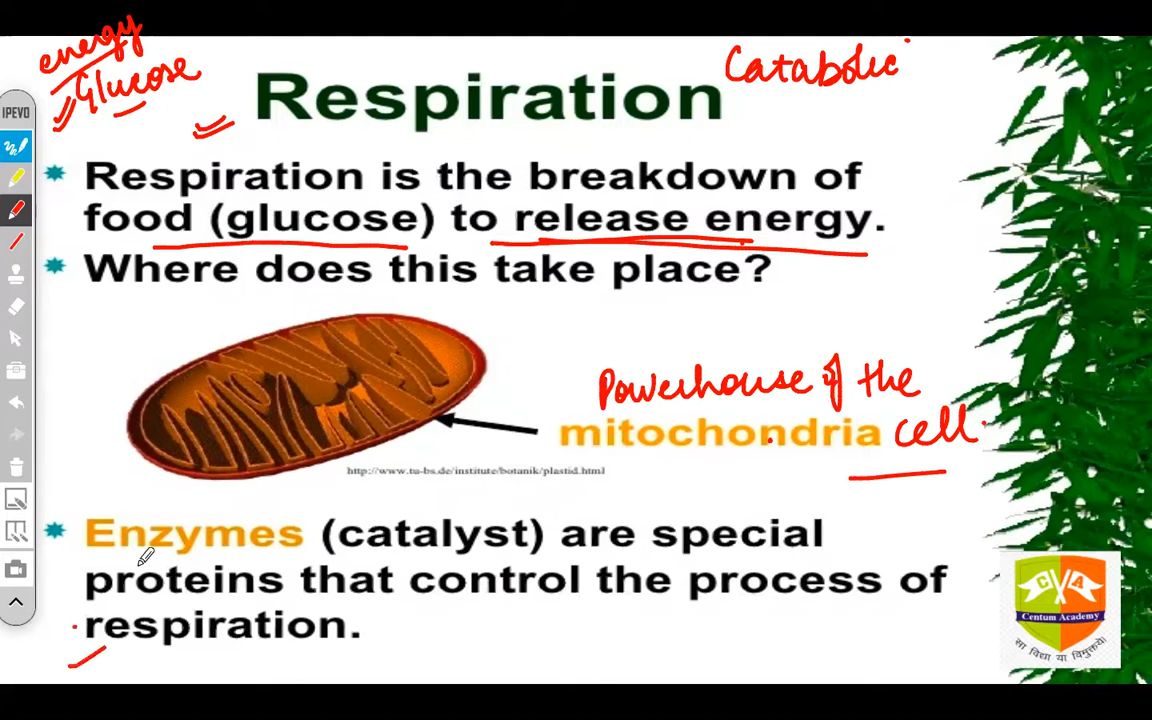 energy
Glucose
Catabolic
IPEVO
Respiration
Respiration is the breakdown of
food (glucose) to release energy.
Where does this take place?
Powerhouse of the
mitochondria cell
http://www.tu-bs.de/institute/botanik/plastid.html
Enzymes (catalyst) are special
proteins that control the process of
respiration.
C A
Centum Academy
सा विद्या या विमुक्तये